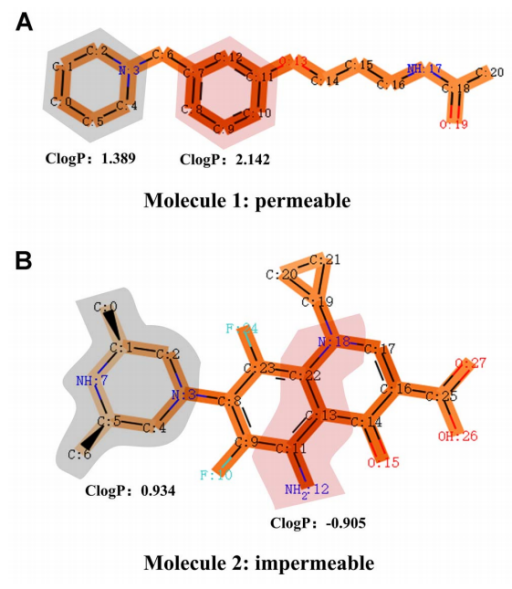 A
C:2
C:6
C:12
O:13
C:15
NH:17
C:20
C:1
N:3
C:7
C:11
C:14
C:16
C:18
C:0
C:4
C:8
C:10
C:5
C:9
O:19
ClogP: 1.389
ClogP: 2.142
Molecule 1: permeable
B
C:21
C:20
C:0
C:19
F:24
C:1
C:2
C:23
N:18
C:17
O:27
NH:7
C:22
N:3
C:8
C:16
C:25
C:5
C:4
C:13
C:14
C:9
C:11
OH:26
C:6
F:10
O:15
NH2:12
ClogP: 0.934
ClogP: -0.905
Molecule 2: impermeable